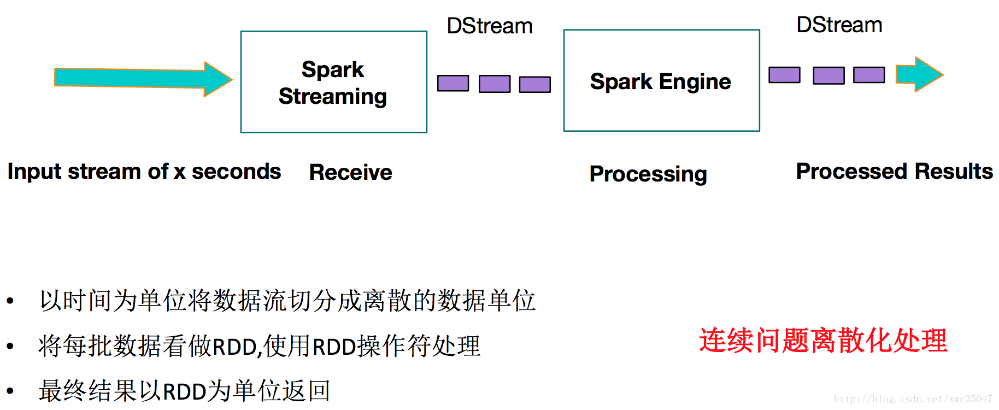 DStream
DStream
Spark
Streaming
Spark Engine
Input stream of x seconds
Receive
Processing
Processed Results
• 以时间为单位将数据流切分成离散的数据单位
• 将每批数据看做RDD,使用RDD操作符处理
连续问题离散化处理
• 最终结果以RDD为单位返回
http://blog.csdn.net/xwc35047